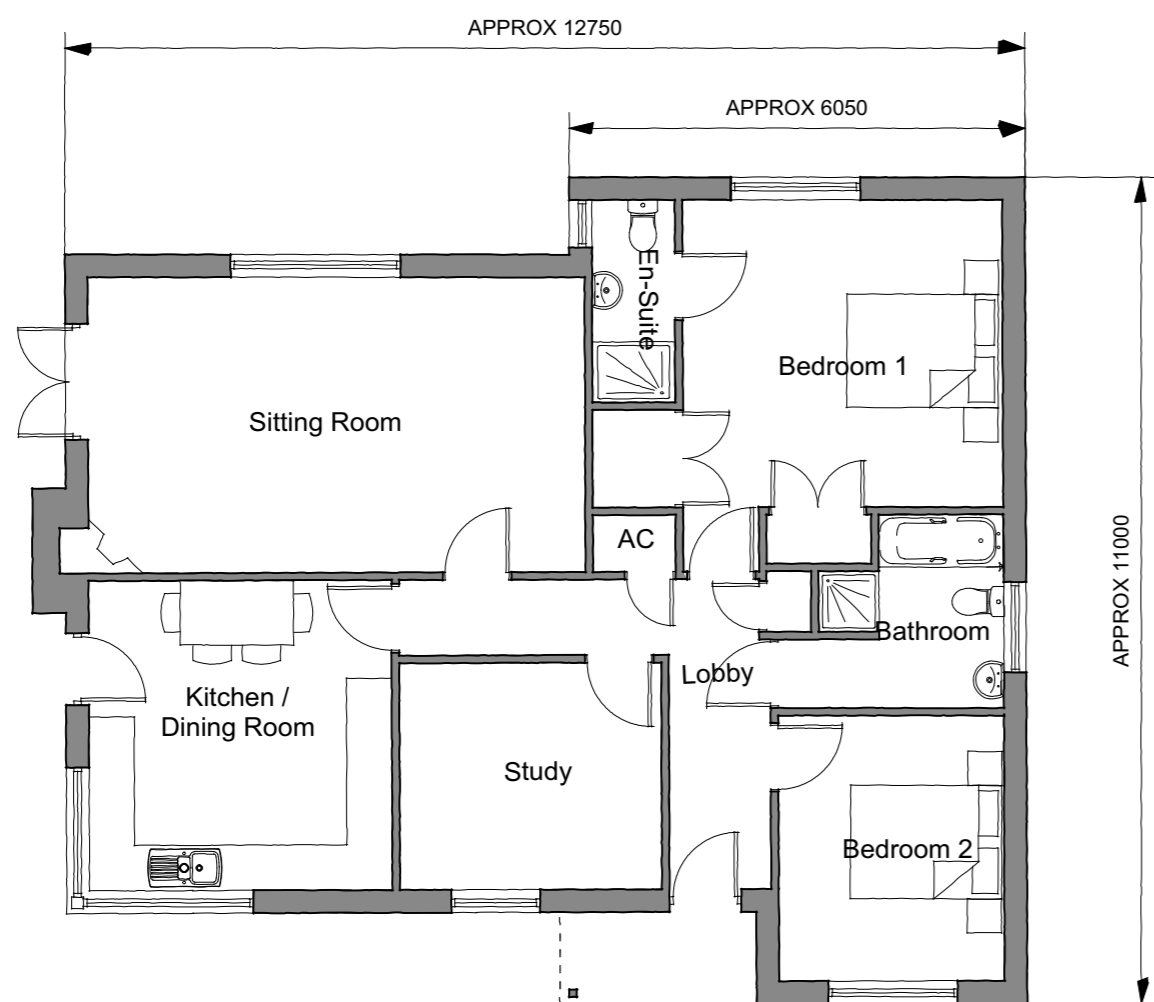 APPROX 12750
APPROX 6050
En-Suite
Bedroom 1
Sitting Room
AC
APPROX 11000
Bathroom
Lobby
Kitchen /
Dining Room
Study
Bedroom 2